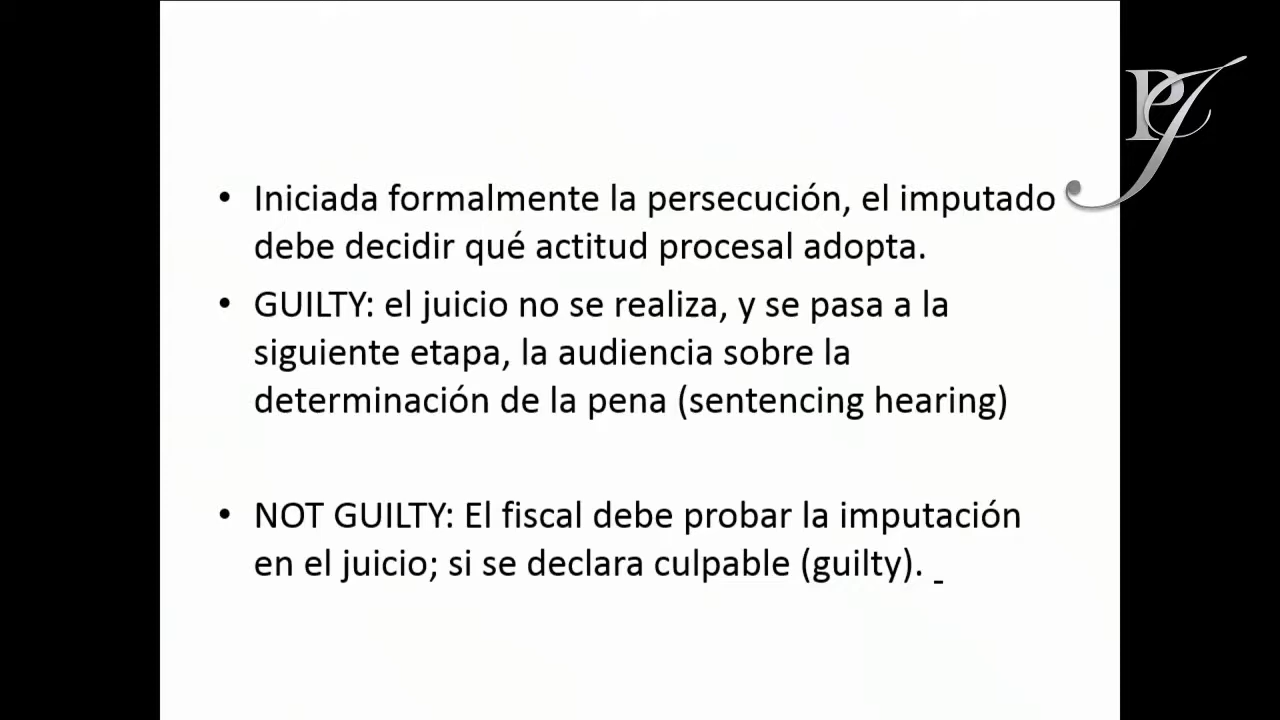 • Iniciada formalmente la persecución, el imputado
debe decidir qué actitud procesal adopta.
• GUILTY: el juicio no se realiza, y se pasa a la
siguiente etapa, la audiencia sobre la
determinación de la pena (sentencing hearing)
• NOT GUILTY: El fiscal debe probar la imputación
en el juicio; si se declara culpable (guilty). -
PJ